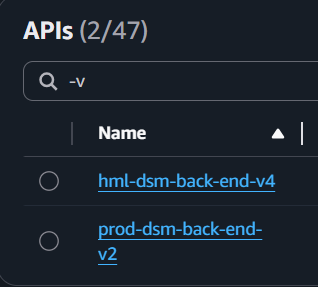 APIs (2/47)
-v
Name
hml-dsm-back-end-v4
prod-dsm-back-end-
v2